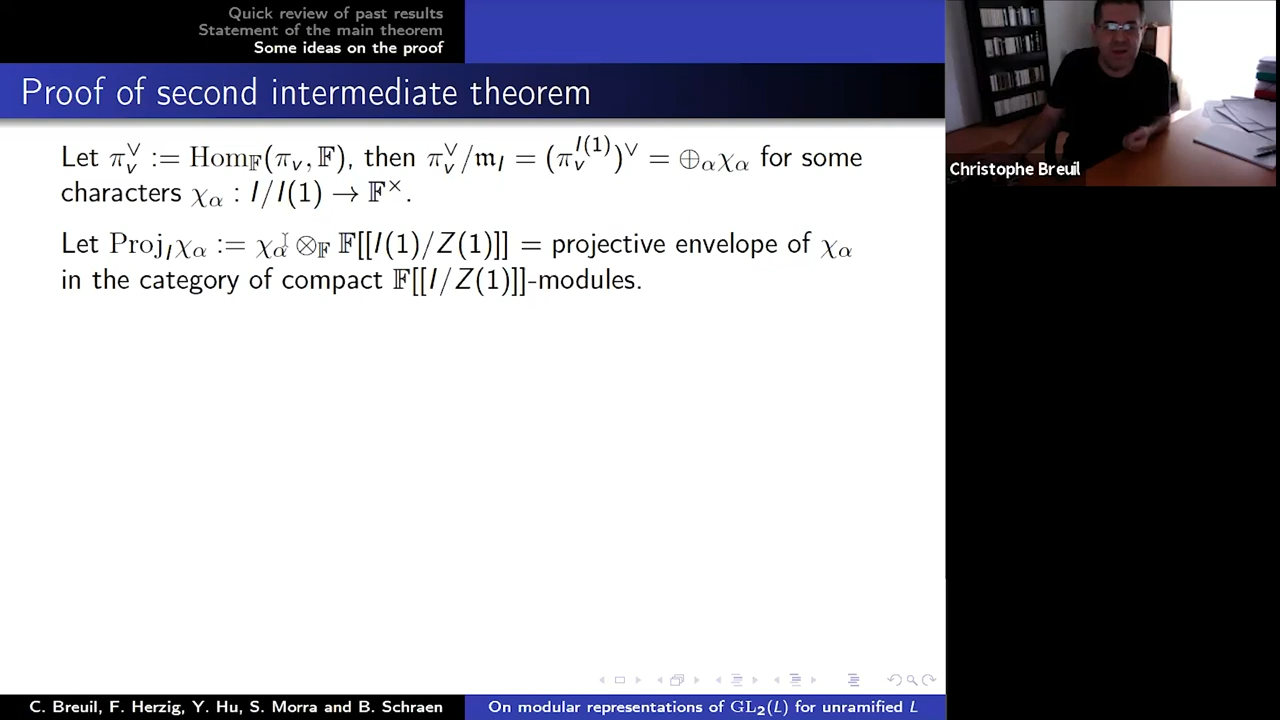 Quick review of past results
Statement of the main theorem
Some ideas on the proof
Proof of second intermediate theorem
Let π_v^∨ := Hom_𝔽(π_v, 𝔽), then π_v^∨/𝔪_I = (π_v^{I(1)})^∨ = ⊕_α χ_α for some
characters χ_α : I/I(1) → 𝔽^×.
Let Proj_I χ_α := χ_α ⊗_𝔽 𝔽[[I(1)/Z(1)]] = projective envelope of χ_α
in the category of compact 𝔽[[I/Z(1)]]-modules.
Christophe Breuil
C. Breuil, F. Herzig, Y. Hu, S. Morra and B. Schraen
On modular representations of GL₂(L) for unramified L